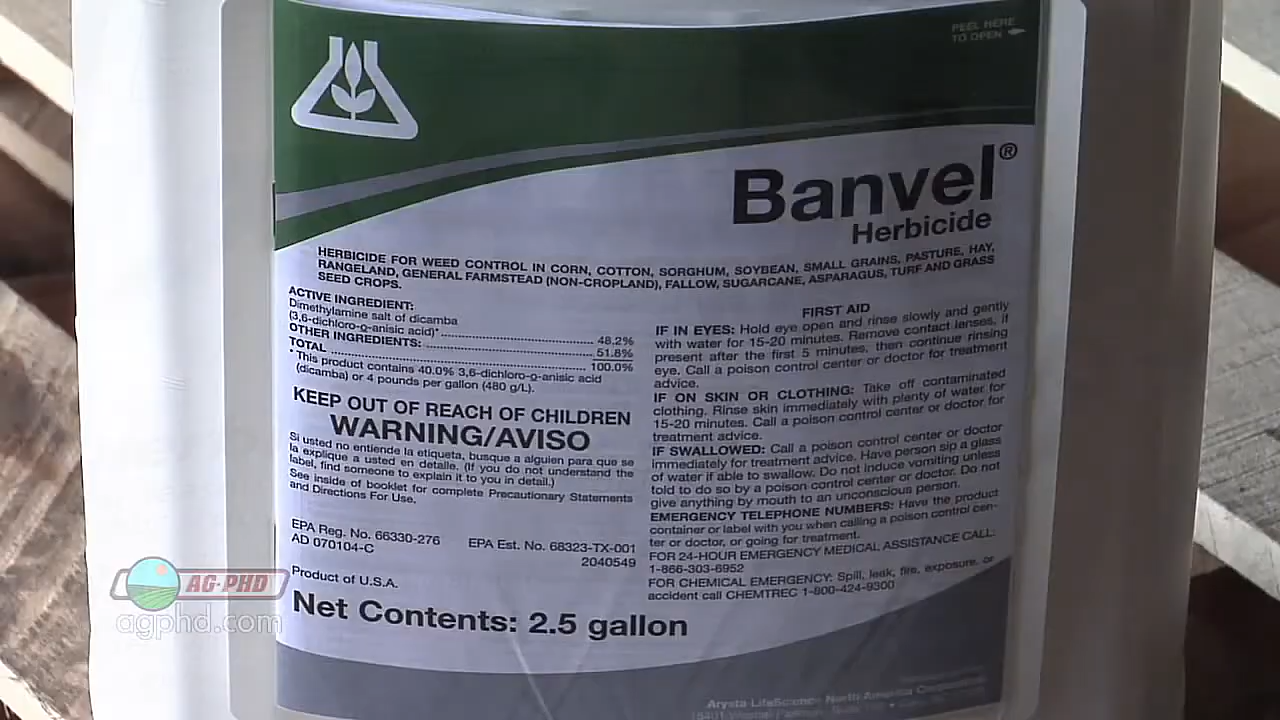 PEEL HERE
TO OPEN
Banvel®
Herbicide
HERBICIDE FOR WEED CONTROL IN CORN, COTTON, SORGHUM, SOYBEAN, SMALL GRAINS, PASTURE, HAY,
RANGELAND, GENERAL FARMSTEAD (NON-CROPLAND), FALLOW, SUGARCANE, ASPARAGUS, TURF AND GRASS
SEED CROPS.
ACTIVE INGREDIENT:
Dimethylamine salt of dicamba
(3,6-dichloro-o-anisic acid)* 48.2%
OTHER INGREDIENTS: 51.8%
TOTAL 100.0%
* This product contains 40.0% 3,6-dichloro-o-anisic acid
(dicamba) or 4 pounds per gallon (480 g/L).
KEEP OUT OF REACH OF CHILDREN
WARNING/AVISO
Si usted no entiende la etiqueta, busque a alguien para que se
la explique a usted en detalle. (If you do not understand the
label, find someone to explain it to you in detail.)
See inside of booklet for complete Precautionary Statements
and Directions For Use.
EPA Reg. No. 66330-276
AD 070104-C
EPA Est. No. 68323-TX-001
2040549
Product of U.S.A.
Net Contents: 2.5 gallon
FIRST AID
IF IN EYES: Hold eye open and rinse slowly and gently
with water for 15-20 minutes. Remove contact lenses, if
present after the first 5 minutes, then continue rinsing
eye. Call a poison control center or doctor for treatment
advice.
IF ON SKIN OR CLOTHING: Take off contaminated
clothing. Rinse skin immediately with plenty of water for
15-20 minutes. Call a poison control center or doctor for
treatment advice.
IF SWALLOWED: Call a poison control center or doctor
immediately for treatment advice. Have person sip a glass
of water if able to swallow. Do not induce vomiting unless
told to do so by a poison control center or doctor. Do not
give anything by mouth to an unconscious person.
EMERGENCY TELEPHONE NUMBERS: Have the product
container or label with you when calling a poison control cen-
ter or doctor, or going for treatment.
FOR 24-HOUR EMERGENCY MEDICAL ASSISTANCE CALL:
1-866-303-6952
FOR CHEMICAL EMERGENCY: Spill, leak, fire, exposure, or
accident call CHEMTREC 1-800-424-9300
Arysta LifeScience North America Corporation
AG-PHD
agphd.com